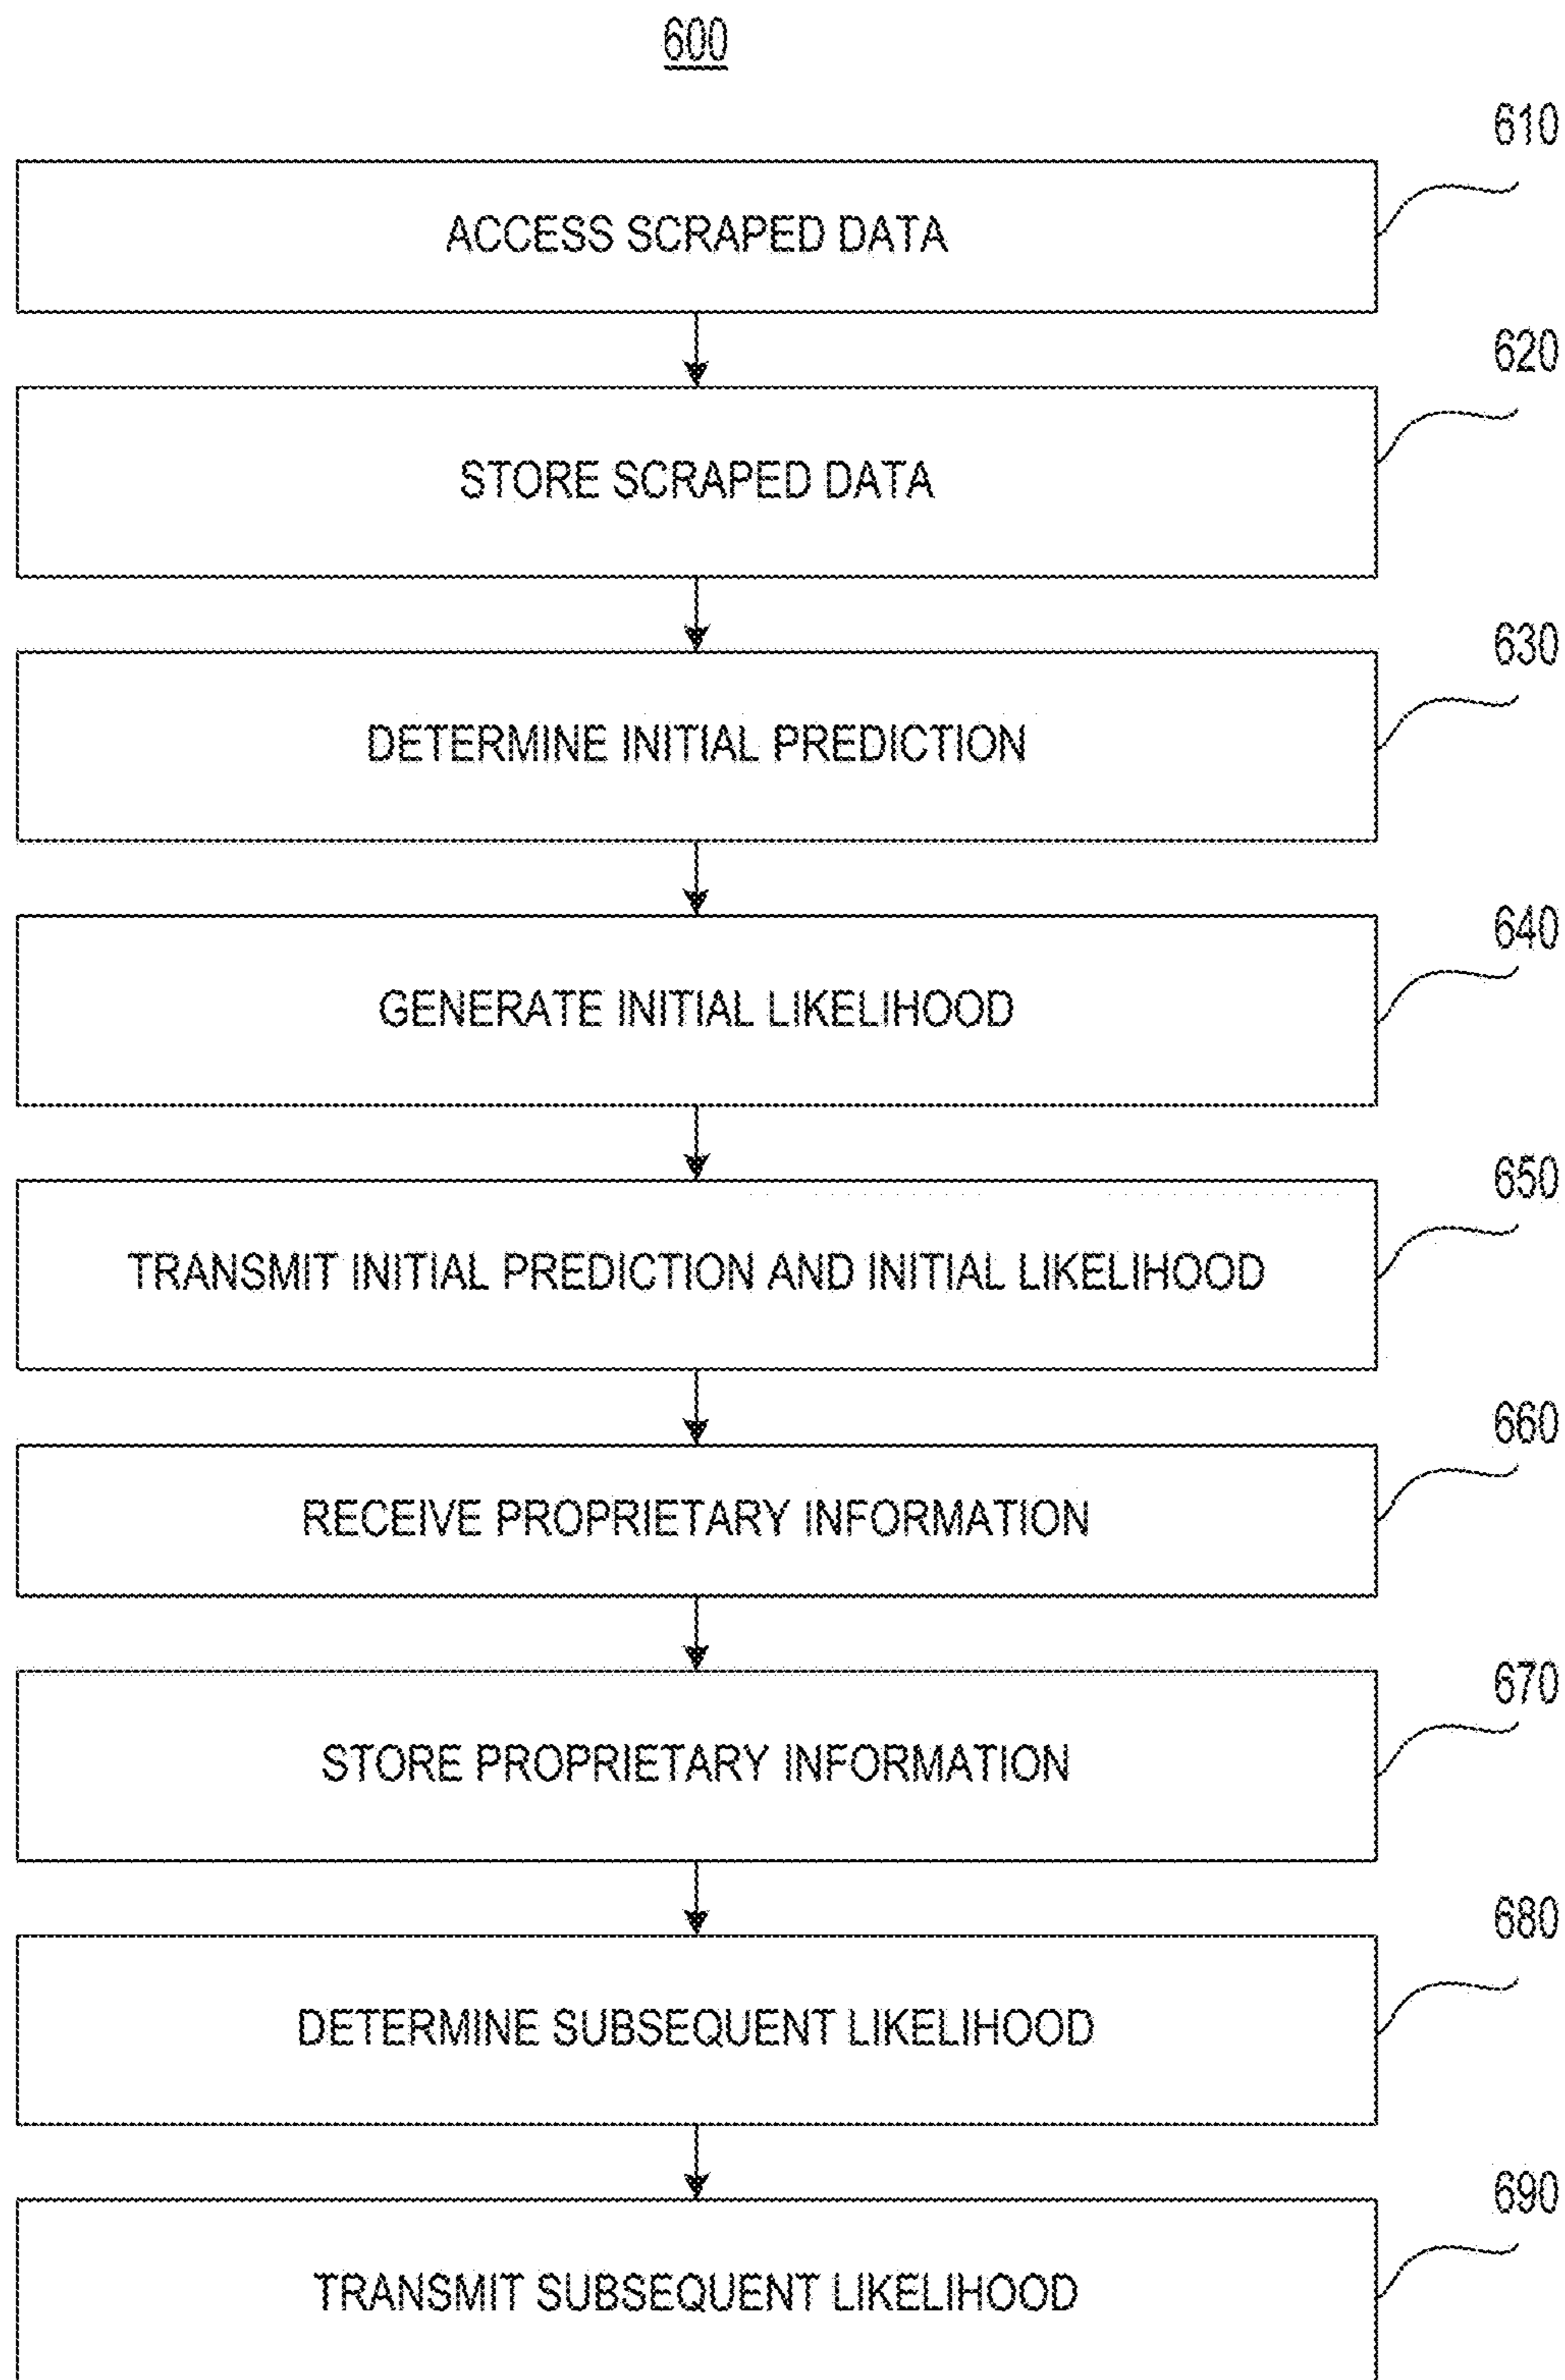 600
610
ACCESS SCRAPED DATA
620
STORE SCRAPED DATA
630
DETERMINE INITIAL PREDICTION
640
GENERATE INITIAL LIKELIHOOD
650
TRANSMIT INITIAL PREDICTION AND INITIAL LIKELIHOOD
660
RECEIVE PROPRIETARY INFORMATION
670
STORE PROPRIETARY INFORMATION
680
DETERMINE SUBSEQUENT LIKELIHOOD
690
TRANSMIT SUBSEQUENT LIKELIHOOD